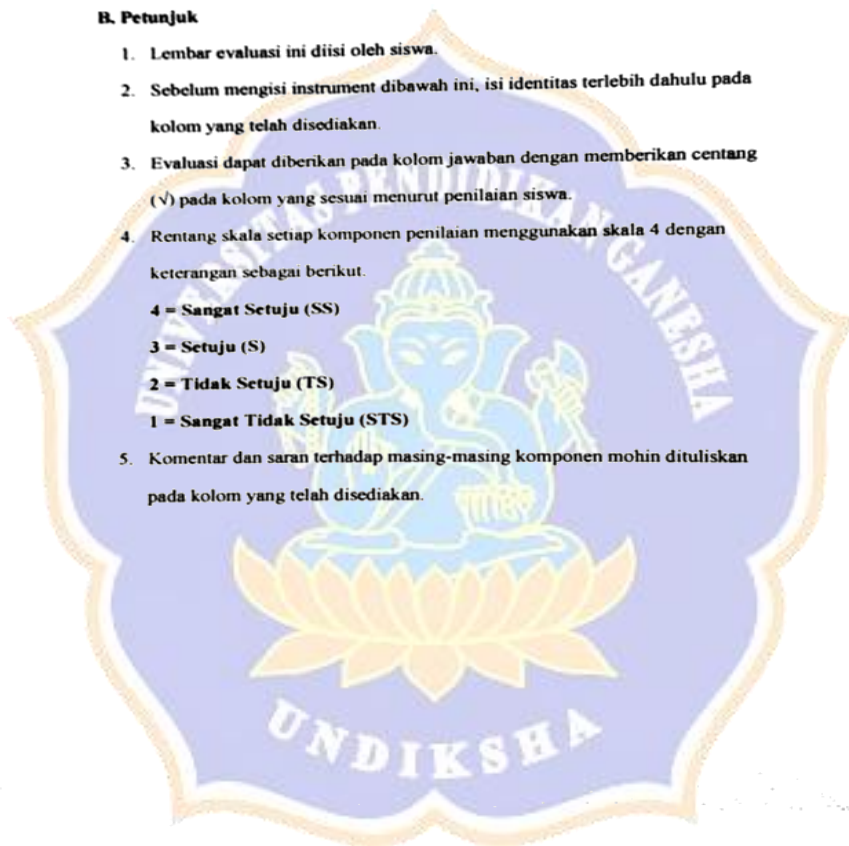 B. Petunjuk
1. Lembar evaluasi ini diisi oleh siswa.
2. Sebelum mengisi instrument dibawah ini, isi identitas terlebih dahulu pada
kolom yang telah disediakan.
3. Evaluasi dapat diberikan pada kolom jawaban dengan memberikan centang
(√) pada kolom yang sesuai menurut penilaian siswa.
4. Rentang skala setiap komponen penilaian menggunakan skala 4 dengan
keterangan sebagai berikut.
4 = Sangat Setuju (SS)
3 = Setuju (S)
2 = Tidak Setuju (TS)
1 = Sangat Tidak Setuju (STS)
5. Komentar dan saran terhadap masing-masing komponen mohin dituliskan
pada kolom yang telah disediakan.
UNIVERSITAS PENDIDIKAN GANESHA
UNDIKSHA